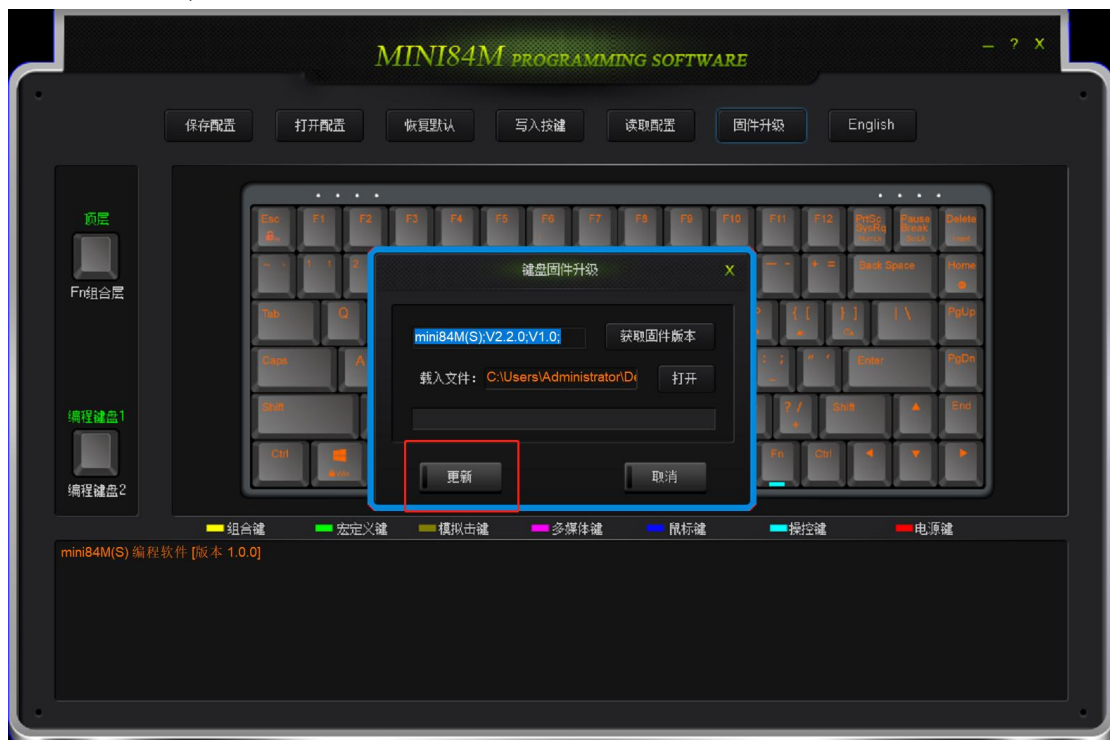 MINI84M PROGRAMMING SOFTWARE
— ? X
保存配置 打开配置 恢复默认 写入按键 读取配置 固件升级 English
顶层
Fn组合层
编程键盘1
编程键盘2
Esc F1 F2 F3 F4 F5 F6 F7 F8 F9 F10 F11 F12 PrtSc SysRq Pause Break Delete
1 ! 2 — - + = Back Space Home
Tab Q { [ } ] | \ PgUp
Caps A : ; " ' Enter PgDn
Shift ? / Shift ▲ End
Ctrl Fn Ctrl ◄ ▼ ►
键盘固件升级 X
mini84M(S);V2.2.0;V1.0; 获取固件版本
载入文件: C:\Users\Administrator\De 打开
更新 取消
组合键 宏定义键 模拟击键 多媒体键 鼠标键 操控键 电源键
mini84M(S) 编程软件 [版本 1.0.0]